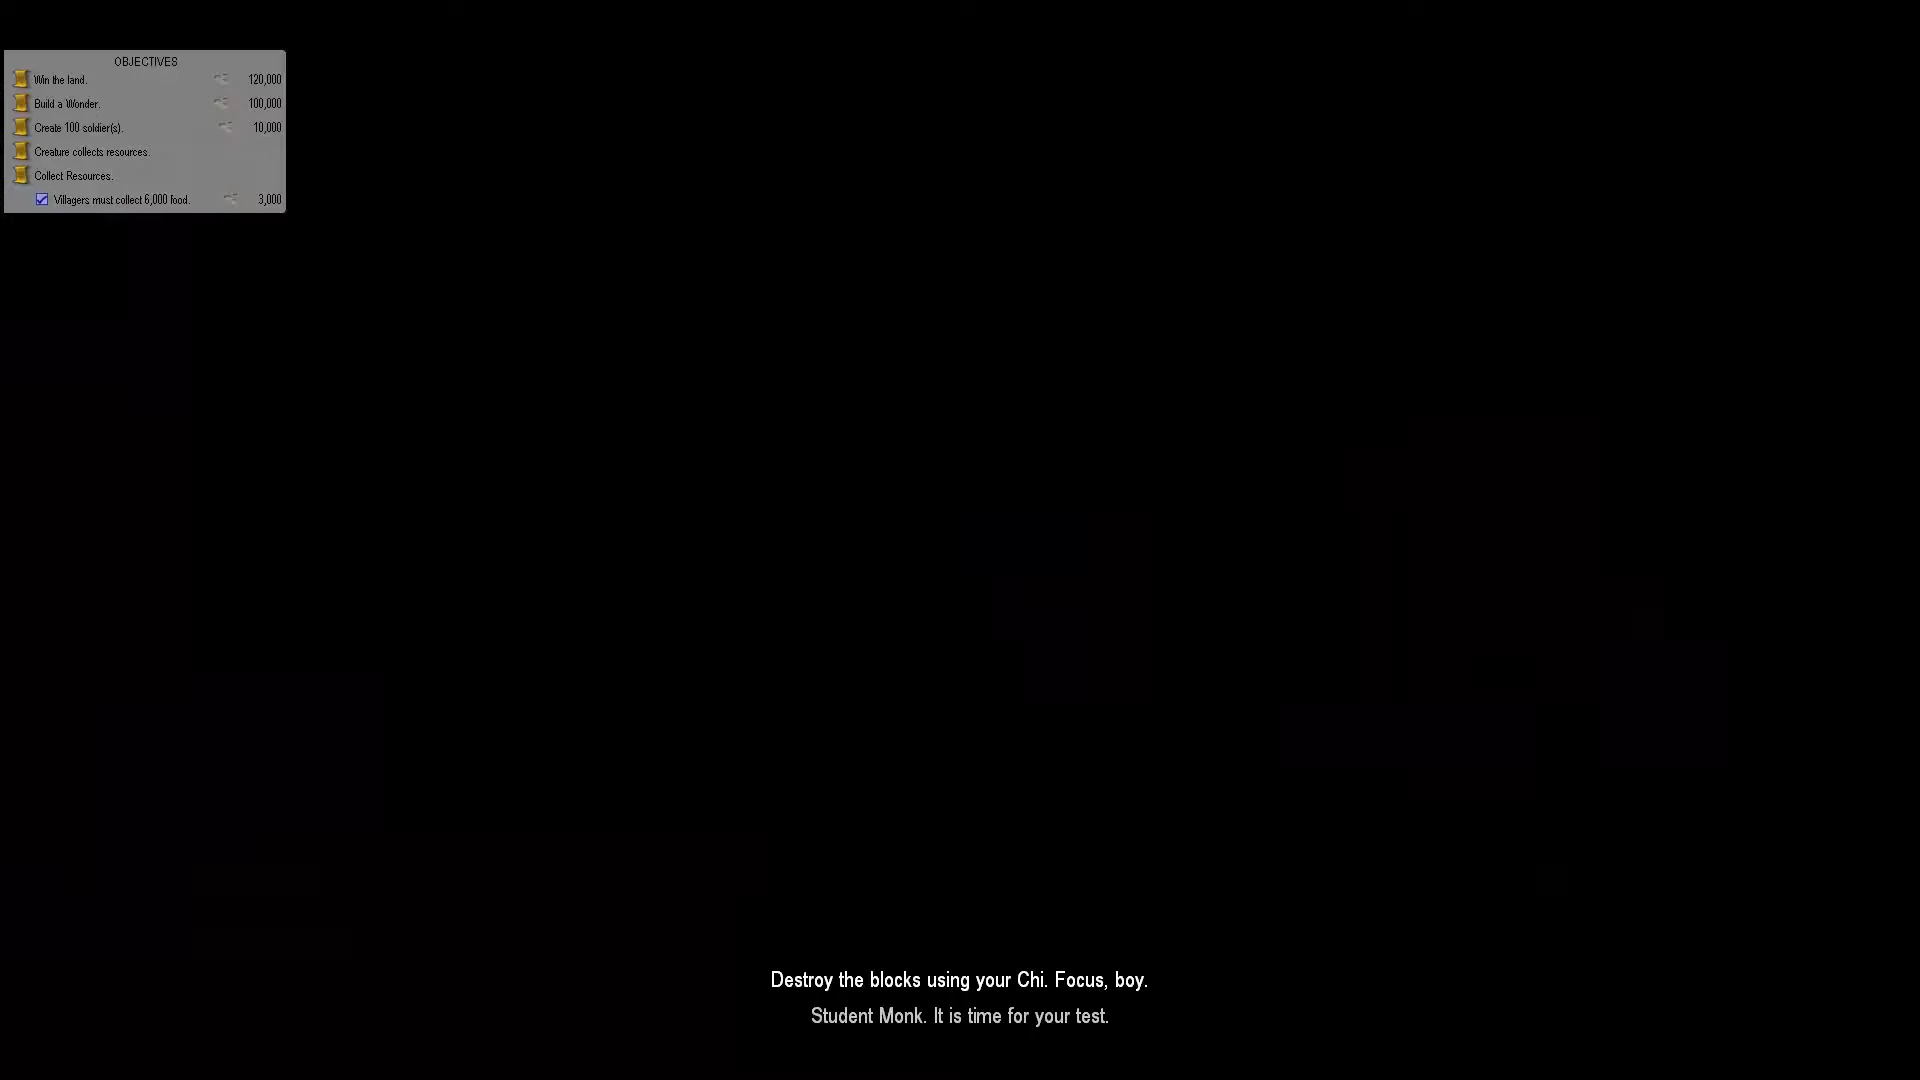 OBJECTIVES
Win the land. 120,000
Build a Wonder. 100,000
Create 100 soldier(s). 10,000
Creature collects resources.
Collect Resources.
Villagers must collect 6,000 food. 3,000
Destroy the blocks using your Chi. Focus, boy.
Student Monk. It is time for your test.